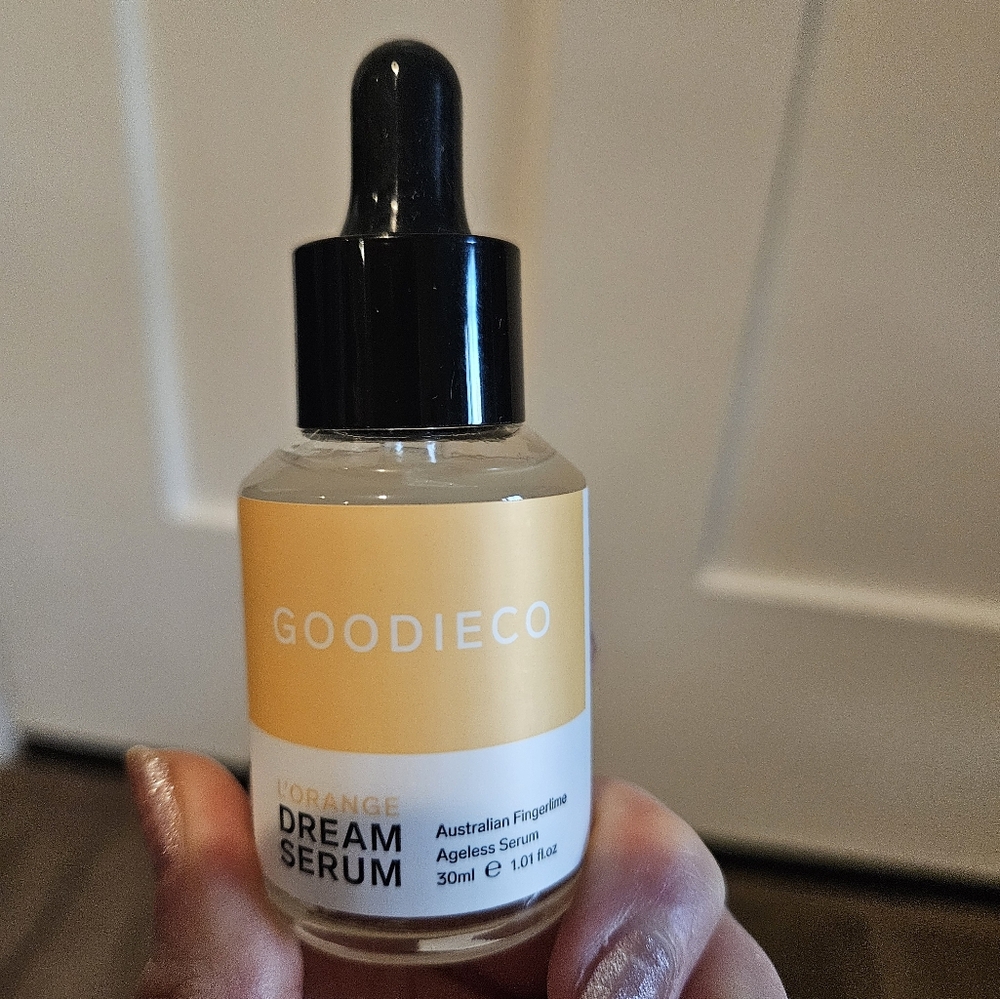 GOODIECO
L'ORANGE
DREAM
SERUM
Australian Fingerlime
Ageless Serum
30ml ℮ 1.01 fl.oz